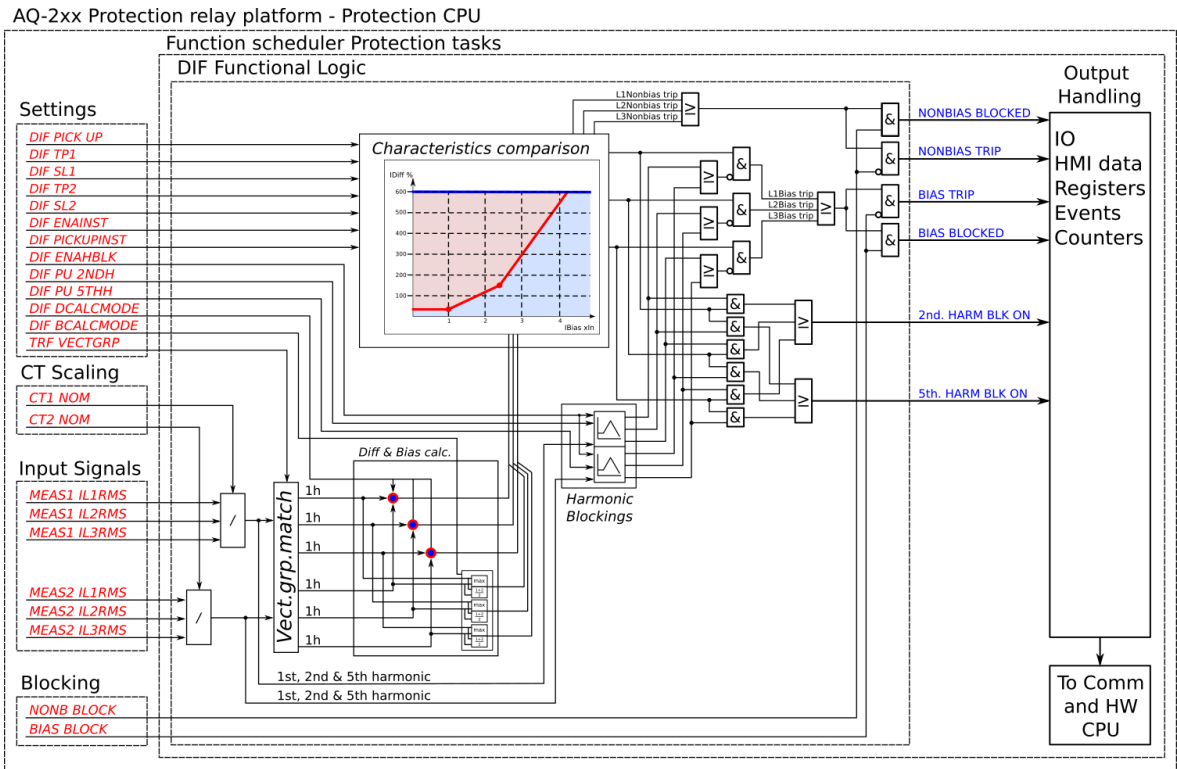 AQ-2xx Protection relay platform - Protection CPU
Function scheduler Protection tasks
DIF Functional Logic
Settings
DIF PICK UP
DIF TP1
DIF SL1
DIF TP2
DIF SL2
DIF ENAINST
DIF PICKUPINST
DIF ENAHBLK
DIF PU 2NDH
DIF PU 5THH
DIF DCALCMODE
DIF BCALCMODE
TRF VECTGRP
CT Scaling
CT1 NOM
CT2 NOM
Input Signals
MEAS1 IL1RMS
MEAS1 IL2RMS
MEAS1 IL3RMS
MEAS2 IL1RMS
MEAS2 IL2RMS
MEAS2 IL3RMS
Blocking
NONB BLOCK
BIAS BLOCK
/
/
Vect.grp.match
1h
1h
1h
1h
1h
1h
1st, 2nd & 5th harmonic
1st, 2nd & 5th harmonic
Diff & Bias calc.
max
max
max
Characteristics comparison
IDiff %
600
500
400
300
200
100
1
2
3
4
IBias xIn
Harmonic
Blockings
L1Nonbias trip
L2Nonbias trip
L3Nonbias trip
≥
≥
≥
≥
&
&
&
L1Bias trip
L2Bias trip
L3Bias trip
≥
&
&
&
&
&
&
≥
≥
&
&
&
&
NONBIAS BLOCKED
NONBIAS TRIP
BIAS TRIP
BIAS BLOCKED
2nd. HARM BLK ON
5th. HARM BLK ON
Output
Handling
IO
HMI data
Registers
Events
Counters
To Comm
and HW
CPU